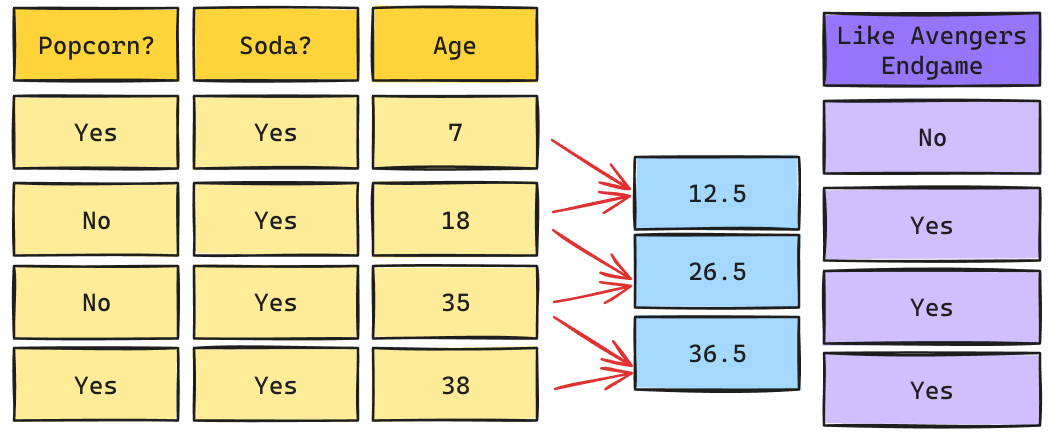 Popcorn? Soda? Age Like Avengers
Endgame
Yes Yes 7 No
12.5
No Yes 18 Yes
26.5
No Yes 35 Yes
36.5
Yes Yes 38 Yes